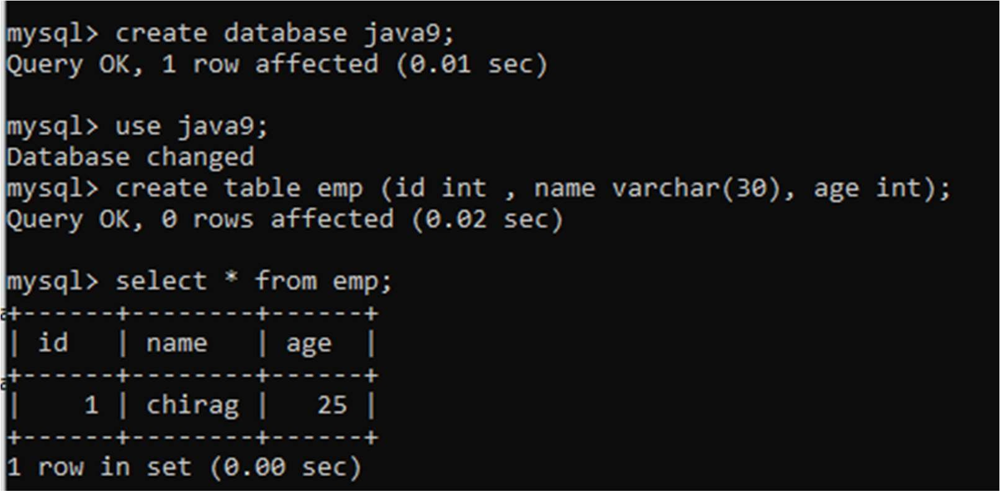 mysql> create database java9;
Query OK, 1 row affected (0.01 sec)
mysql> use java9;
Database changed
mysql> create table emp (id int , name varchar(30), age int);
Query OK, 0 rows affected (0.02 sec)
mysql> select * from emp;
+------+--------+------+
| id   | name   | age  |
+------+--------+------+
|    1 | chirag |   25 |
+------+--------+------+
1 row in set (0.00 sec)